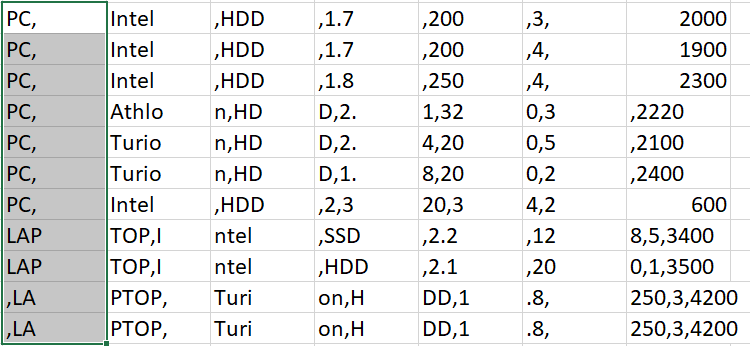 PC, Intel ,HDD ,1.7 ,200 ,3, 2000
PC, Intel ,HDD ,1.7 ,200 ,4, 1900
PC, Intel ,HDD ,1.8 ,250 ,4, 2300
PC, Athlo n,HD D,2. 1,32 0,3 ,2220
PC, Turio n,HD D,2. 4,20 0,5 ,2100
PC, Turio n,HD D,1. 8,20 0,2 ,2400
PC, Intel ,HDD ,2,3 20,3 4,2 600
LAP TOP,I ntel ,SSD ,2.2 ,12 8,5,3400
LAP TOP,I ntel ,HDD ,2.1 ,20 0,1,3500
,LA PTOP, Turi on,H DD,1 .8, 250,3,4200
,LA PTOP, Turi on,H DD,1 .8, 250,3,4200